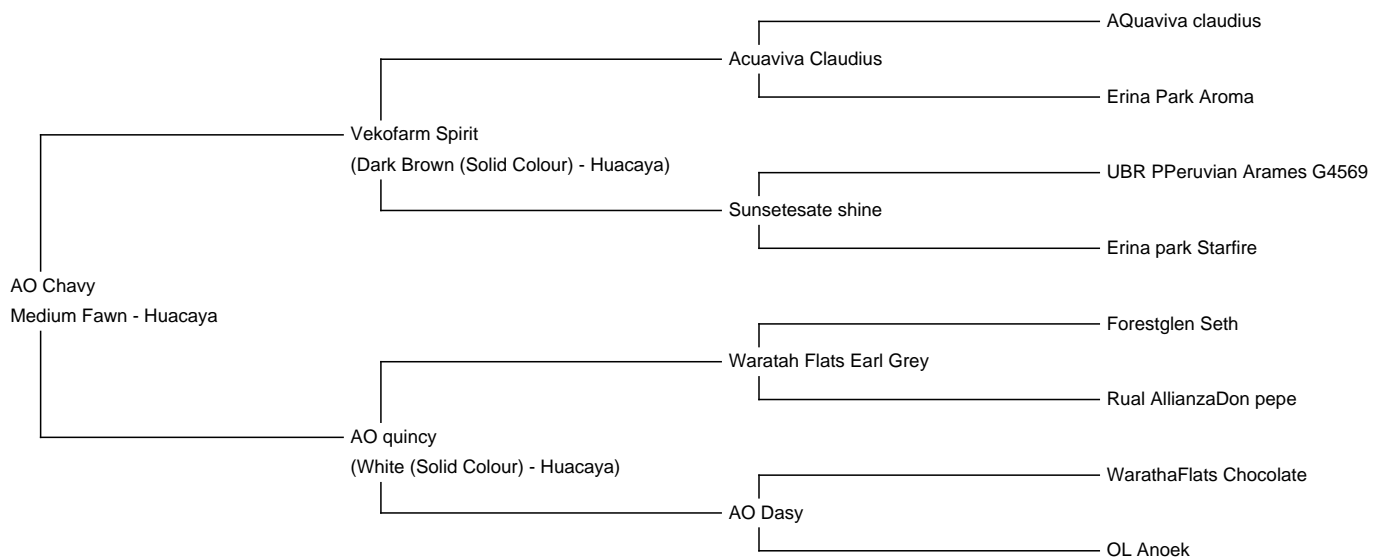 AQuaviva claudius
Acuaviva Claudius
Erina Park Aroma
Vekofarm Spirit
(Dark Brown (Solid Colour) - Huacaya)
UBR PPeruvian Arames G4569
Sunsetesate shine
Erina park Starfire
AO Chavy
Medium Fawn - Huacaya
Forestglen Seth
Waratah Flats Earl Grey
Rual AllianzaDon pepe
AO quincy
(White (Solid Colour) - Huacaya)
WarathaFlats Chocolate
AO Dasy
OL Anoek